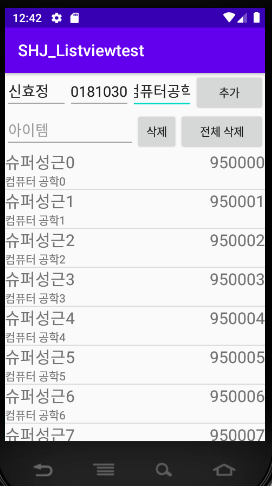 12:42
SHJ_Listviewtest
신효정 0181030 컴퓨터공학 추가
아이템 삭제 전체 삭제
슈퍼성근0 950000
컴퓨터 공학0
슈퍼성근1 950001
컴퓨터 공학1
슈퍼성근2 950002
컴퓨터 공학2
슈퍼성근3 950003
컴퓨터 공학3
슈퍼성근4 950004
컴퓨터 공학4
슈퍼성근5 950005
컴퓨터 공학5
슈퍼성근6 950006
컴퓨터 공학6
슈퍼성근7 950007